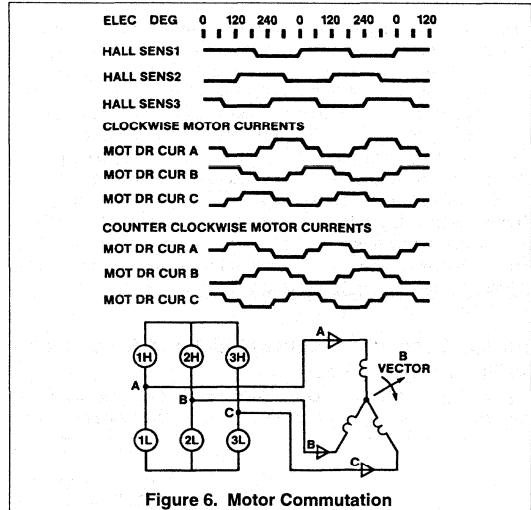 ELEC DEG 0 120 240 0 120 240 0 120
HALL SENS1
HALL SENS2
HALL SENS3
CLOCKWISE MOTOR CURRENTS
MOT DR CUR A
MOT DR CUR B
MOT DR CUR C
COUNTER CLOCKWISE MOTOR CURRENTS
MOT DR CUR A
MOT DR CUR B
MOT DR CUR C
1H 2H 3H
A
B
C
1L 2L 3L
A
B
C
B
VECTOR
Figure 6. Motor Commutation